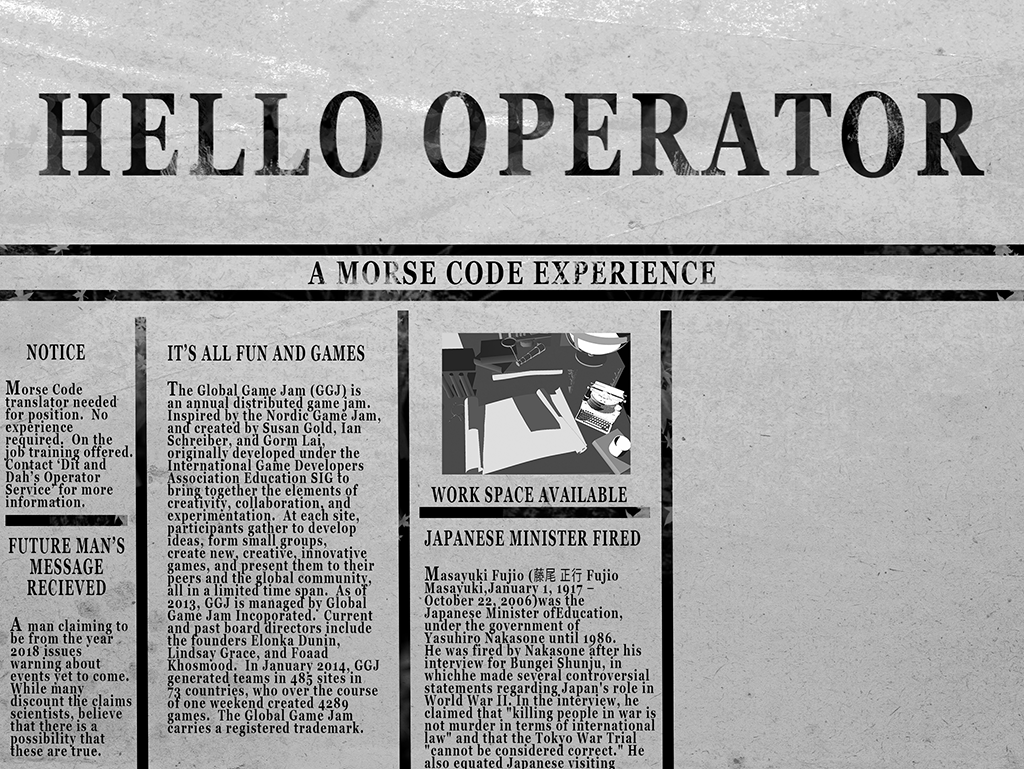 HELLO OPERATOR
A MORSE CODE EXPERIENCE
NOTICE
Morse Code
translator needed
for position. No
experience
required. On the
job training offered.
Contact 'Dit and
Dah's Operator
Service' for more
information.
FUTURE MAN'S
MESSAGE
RECIEVED
A man claiming to
be from the year
2018 issues
warning about
events yet to come.
While many
discount the claims
scientists, believe
that there is a
possibility that
these are true.
IT'S ALL FUN AND GAMES
The Global Game Jam (GGJ) is
an annual distributed game jam.
Inspired by the Nordic Game Jam,
and created by Susan Gold, Ian
Schreiber, and Gorm Lai,
originally developed under the
International Game Developers
Association Education SIG to
bring together the elements of
creativity, collaboration, and
experimentation. At each site,
participants gather to develop
ideas, form small groups,
create new, creative, innovative
games, and present them to their
peers and the global community,
all in a limited time span. As of
2013, GGJ is managed by Global
Game Jam Incoporated. Current
and past board directors include
the founders Elonka Dunin,
Lindsay Grace, and Foaad
Khosmood. In January 2014, GGJ
generated teams in 485 sites in
73 countries, who over the course
of one weekend created 4289
games. The Global Game Jam
carries a registered trademark.
WORK SPACE AVAILABLE
JAPANESE MINISTER FIRED
Masayuki Fujio (藤尾 正行 Fujio
Masayuki,January 1, 1917 –
October 22, 2006)was the
Japanese Minister ofEducation,
under the government of
Yasuhiro Nakasone until 1986.
He was fired by Nakasone after his
interview for Bungei Shunju, in
whichhe made several controversial
statements regarding Japan's role in
World War II. In the interview, he
claimed that "killing people in war is
not murder in terms of international
law" and that the Tokyo War Trial
"cannot be considered correct." He
also equated Japanese visiting